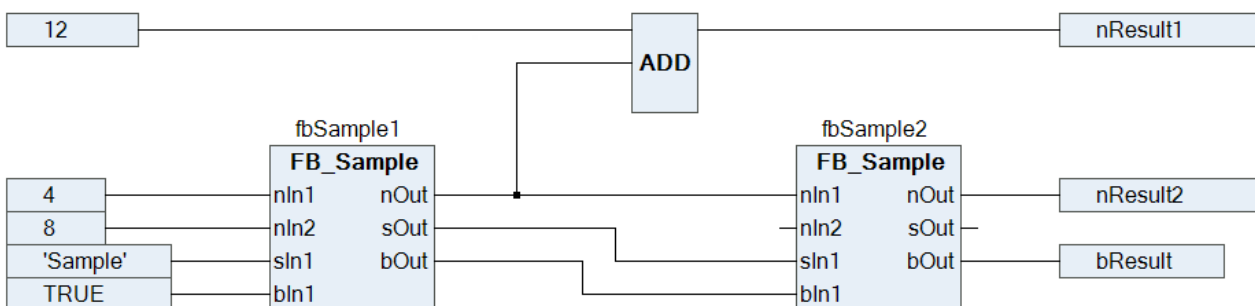 12
nResult1
ADD
fbSample1
fbSample2
FB_Sample
FB_Sample
4
nIn1
nOut
nIn1
nOut
nResult2
8
nIn2
sOut
nIn2
sOut
'Sample'
sIn1
bOut
sIn1
bOut
bResult
TRUE
bIn1
bIn1